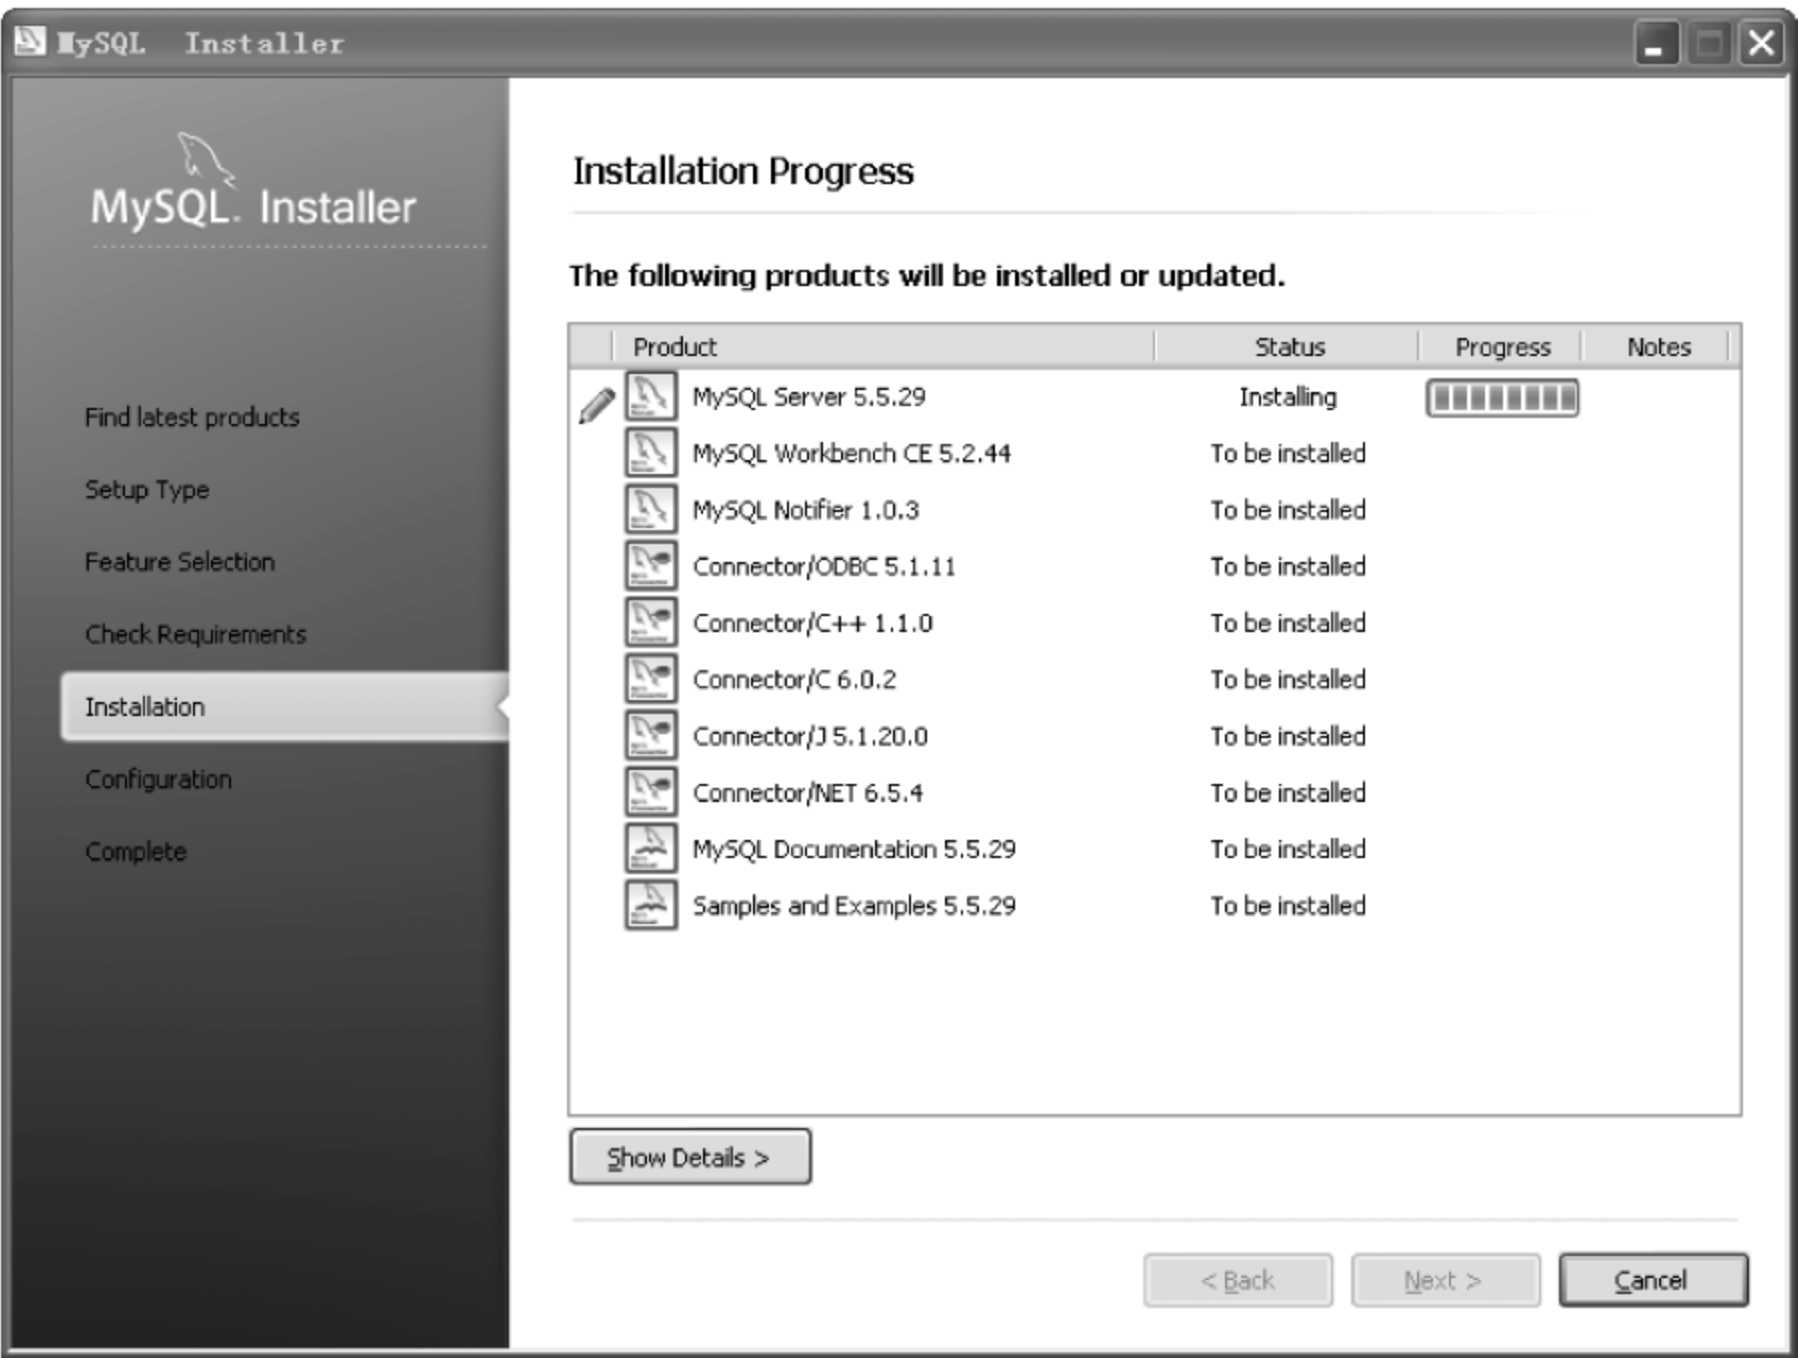 MySQL Installer
MySQL. Installer
Find latest products
Setup Type
Feature Selection
Check Requirements
Installation
Configuration
Complete
Installation Progress
The following products will be installed or updated.
Product Status Progress Notes
MySQL Server 5.5.29 Installing
MySQL Workbench CE 5.2.44 To be installed
MySQL Notifier 1.0.3 To be installed
Connector/ODBC 5.1.11 To be installed
Connector/C++ 1.1.0 To be installed
Connector/C 6.0.2 To be installed
Connector/J 5.1.20.0 To be installed
Connector/NET 6.5.4 To be installed
MySQL Documentation 5.5.29 To be installed
Samples and Examples 5.5.29 To be installed
Show Details >
< Back Next > Cancel